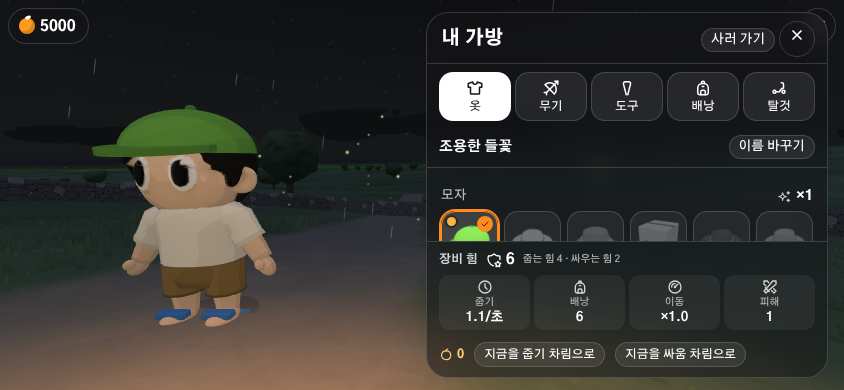 5000
내 가방
사러 가기
옷
무기
도구
배낭
탈것
조용한 들꽃
이름 바꾸기
모자
×1
장비 힘 6 줍는 힘 4 · 싸우는 힘 2
줍기
1.1/초
배낭
6
이동
×1.0
피해
1
0
지금을 줍기 차림으로
지금을 싸움 차림으로